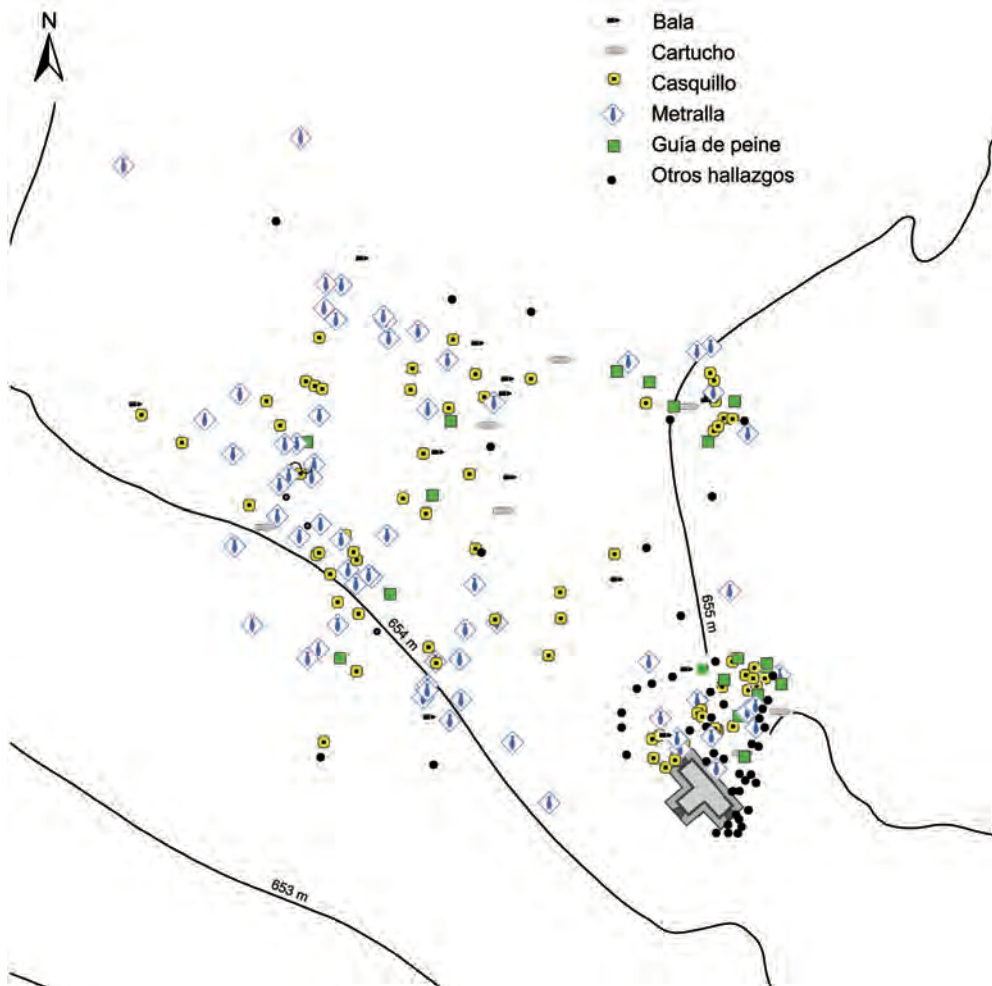 N
Bala
Cartucho
Casquillo
Metralla
Guía de peine
Otros hallazgos
654 m
655 m
653 m